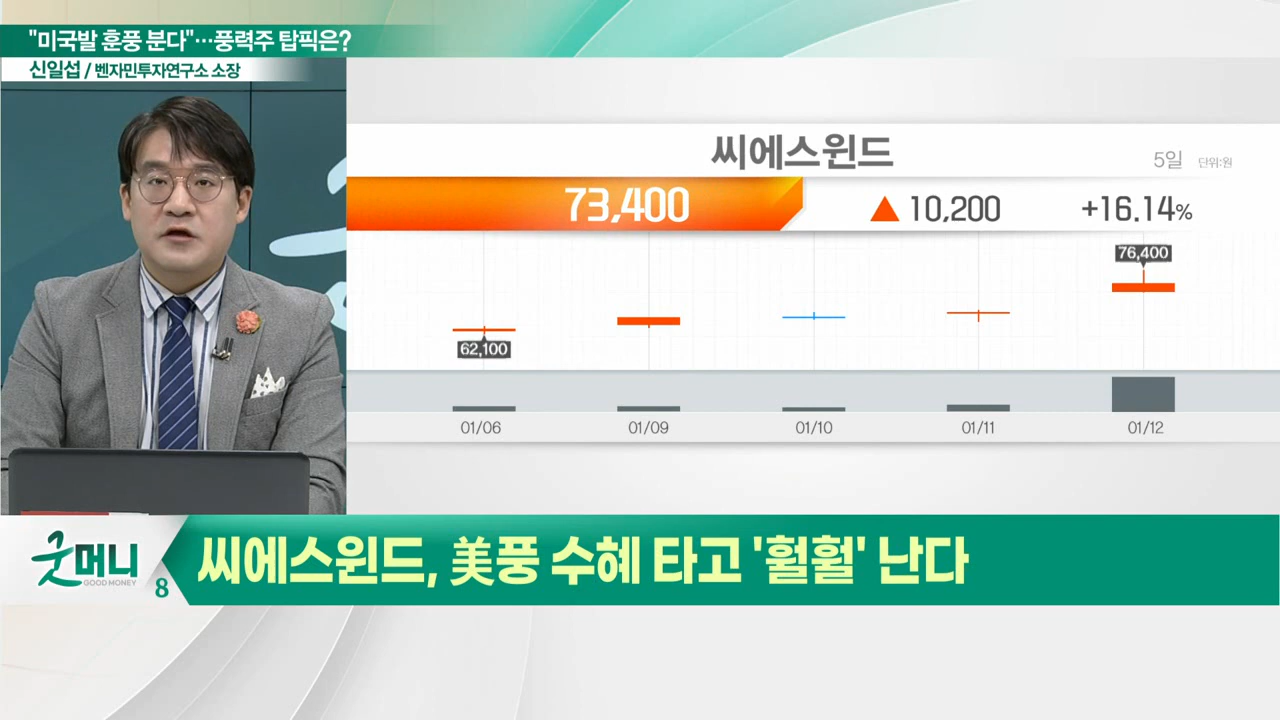 "미국발 훈풍 분다"…풍력주 탑픽은?
신일섭 / 벤자민투자연구소 소장
씨에스윈드
5일 단위:원
73,400 ▲ 10,200 +16.14%
76,400
62,100
01/06 01/09 01/10 01/11 01/12
굿머니
GOOD MONEY
8
씨에스윈드, 美풍 수혜 타고 '훨훨' 난다